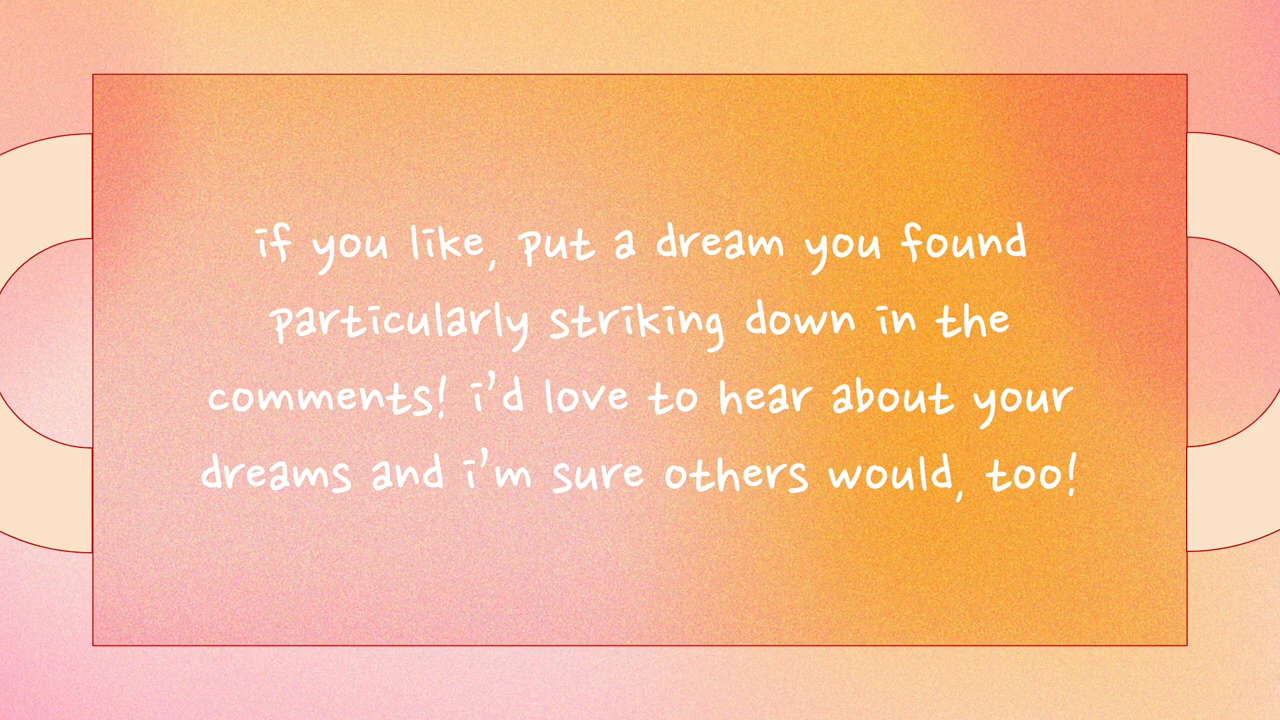 if you like, put a dream you found
particularly striking down in the
comments! i'd love to hear about your
dreams and i'm sure others would, too!